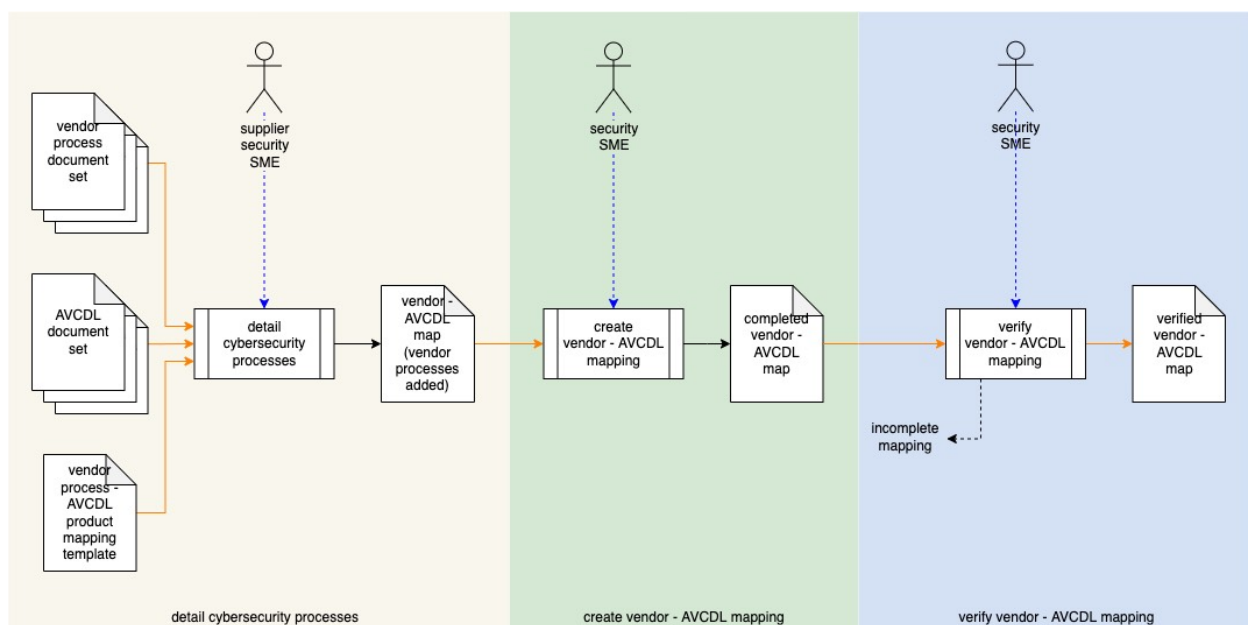 supplier
security
SME
security
SME
security
SME
vendor
process
document
set
AVCDL
document
set
vendor
process -
AVCDL
product
mapping
template
detail
cybersecurity
processes
vendor -
AVCDL
map
(vendor
processes
added)
create
vendor - AVCDL
mapping
completed
vendor -
AVCDL
map
verify
vendor - AVCDL
mapping
verified
vendor -
AVCDL
map
incomplete
mapping
detail cybersecurity processes
create vendor - AVCDL mapping
verify vendor - AVCDL mapping